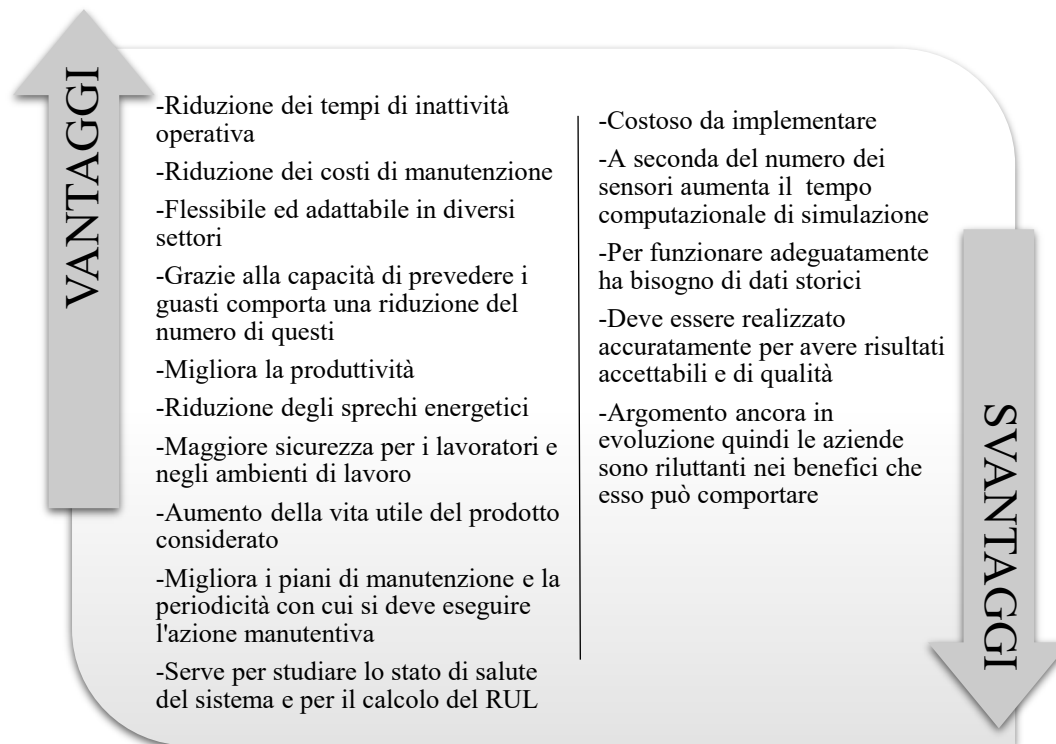 VANTAGGI
-Riduzione dei tempi di inattività
operativa
-Riduzione dei costi di manutenzione
-Flessibile ed adattabile in diversi
settori
-Grazie alla capacità di prevedere i
guasti comporta una riduzione del
numero di questi
-Migliora la produttività
-Riduzione degli sprechi energetici
-Maggiore sicurezza per i lavoratori e
negli ambienti di lavoro
-Aumento della vita utile del prodotto
considerato
-Migliora i piani di manutenzione e la
periodicità con cui si deve eseguire
l'azione manutentiva
-Serve per studiare lo stato di salute
del sistema e per il calcolo del RUL
-Costoso da implementare
-A seconda del numero dei
sensori aumenta il  tempo
computazionale di simulazione
-Per funzionare adeguatamente
ha bisogno di dati storici
-Deve essere realizzato
accuratamente per avere risultati
accettabili e di qualità
-Argomento ancora in
evoluzione quindi le aziende
sono riluttanti nei benefici che
esso può comportare
SVANTAGGI